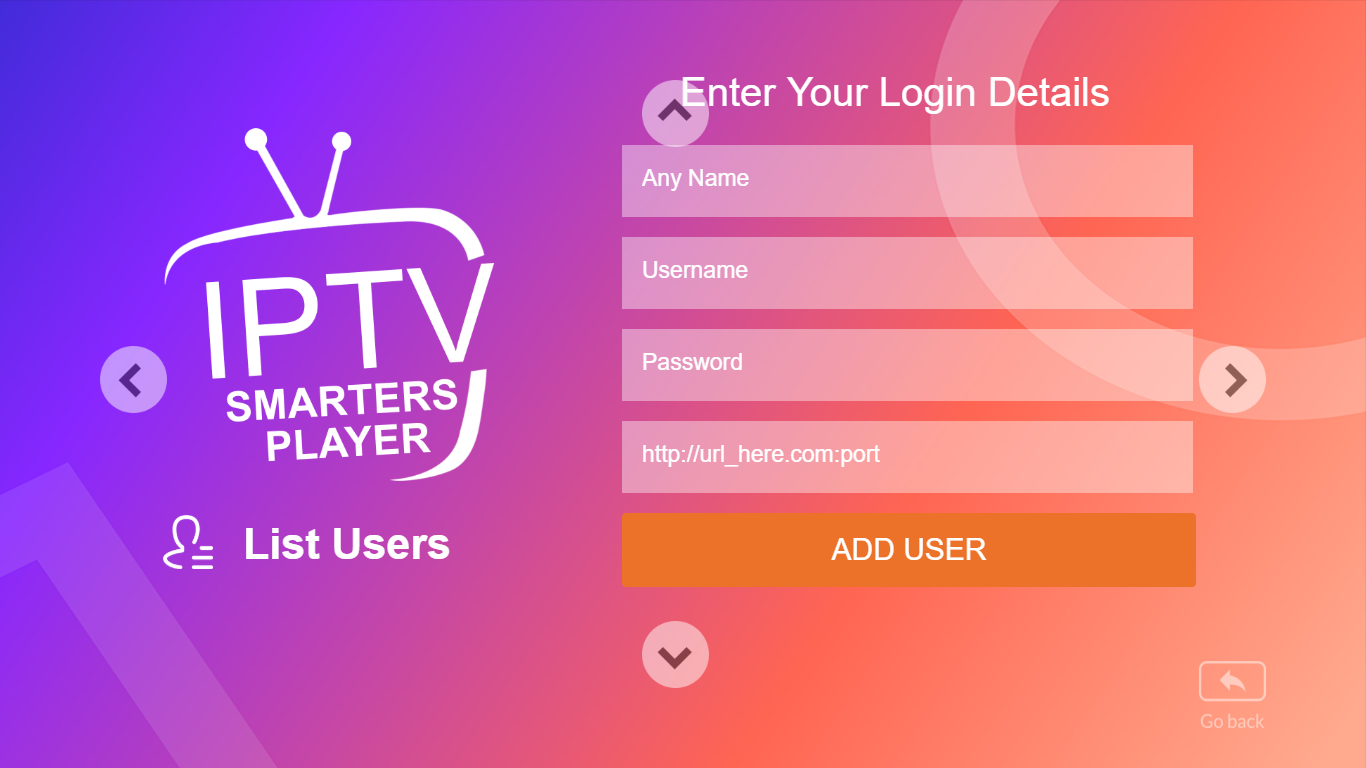 IPTV
SMARTERS
PLAYER
List Users
Enter Your Login Details
Any Name
Username
Password
http://url_here.com:port
ADD USER
Go back